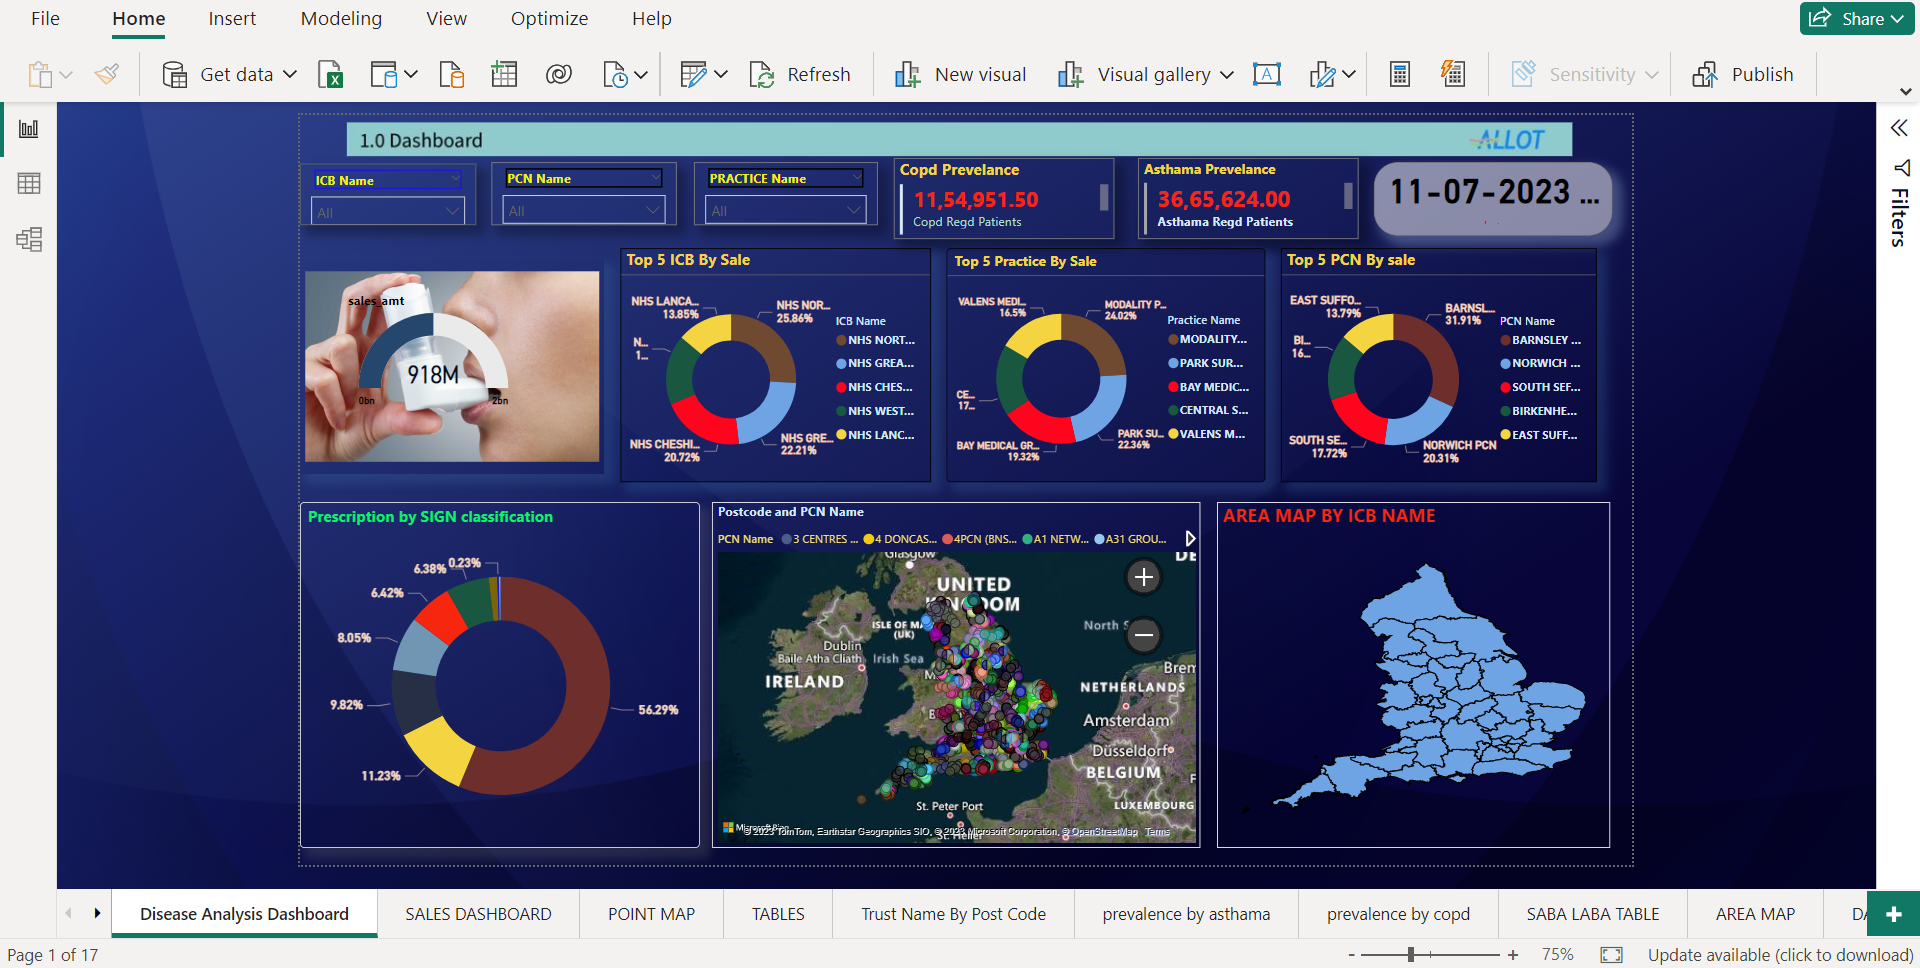 File Home Insert Modeling View Optimize Help Share
Get data Refresh New visual Visual gallery Sensitivity Publish
1.0 Dashboard ALLOT
ICB Name
All
PCN Name
All
PRACTICE Name
All
Copd Prevelance
11,54,951.50
Copd Regd Patients
Asthama Prevelance
36,65,624.00
Asthama Regd Patients
11-07-2023 ...
Filters
sales_amt
918M
0bn
2bn
Top 5 ICB By Sale
NHS LANCA...
13.85%
NHS NOR...
25.86%
N...
1...
NHS CHESHI...
20.72%
NHS GRE...
22.21%
ICB Name
NHS NORT...
NHS GREA...
NHS CHES...
NHS WEST...
NHS LANC...
Top 5 Practice By Sale
VALENS MEDI...
16.5%
MODALITY P...
24.02%
CE...
17...
BAY MEDICAL GR...
19.32%
PARK SU...
22.36%
Practice Name
MODALITY...
PARK SUR...
BAY MEDIC...
CENTRAL S...
VALENS M...
Top 5 PCN By sale
EAST SUFFO...
13.79%
BARNSL...
31.91%
BI...
16...
SOUTH SE...
17.72%
NORWICH PCN
20.31%
PCN Name
BARNSLEY ...
NORWICH ...
SOUTH SEF...
BIRKENHE...
EAST SUFF...
Prescription by SIGN classification
0.23%
6.38%
6.42%
8.05%
9.82%
11.23%
56.29%
Postcode and PCN Name
PCN Name 3 CENTRES ... 4 DONCAS... 4PCN (BNS... A1 NETW... A31 GROU...
Glasgow
DE
UNITED
KINGDOM
ISLE OF MA
(UK)
North S
Dublin
Baile Atha Cliath
Irish Sea
IRELAND
Brem
NETHERLANDS
Amsterdam
Düsseldorf
BELGIUM
LUXEMBOURG
St. Peter Port
St. Helier
Microsoft Bing
© 2023 TomTom, Earthstar Geographics SIO, © 2023 Microsoft Corporation, © OpenStreetMap Terms
AREA MAP BY ICB NAME
Disease Analysis Dashboard SALES DASHBOARD POINT MAP TABLES Trust Name By Post Code prevalence by asthama prevalence by copd SABA LABA TABLE AREA MAP DA
Page 1 of 17 - + 75% Update available (click to download)